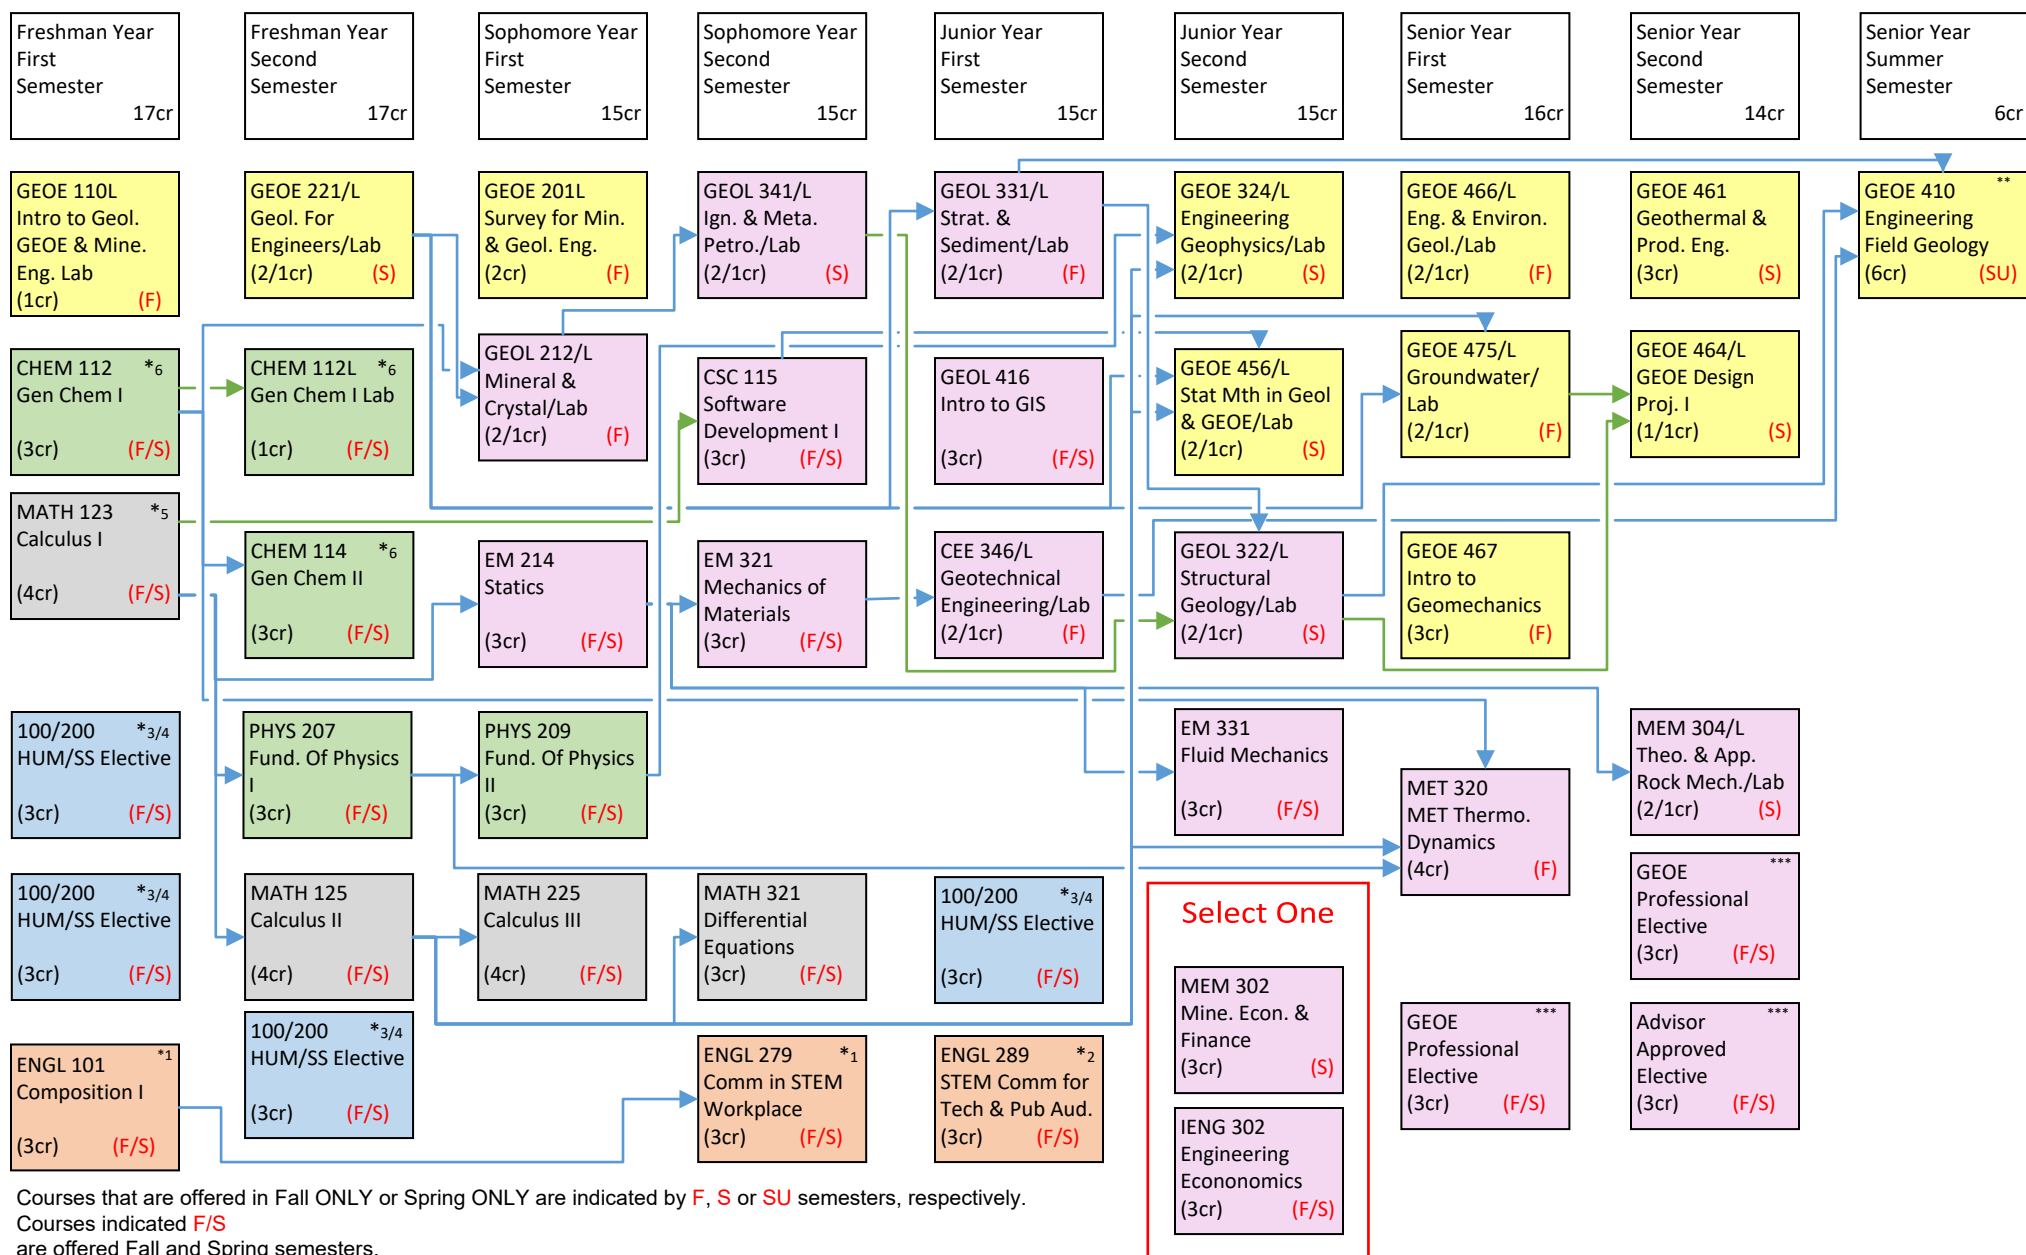 Freshman Year
First
Semester
17cr
Freshman Year
Second
Semester
17cr
Sophomore Year
First
Semester
15cr
Sophomore Year
Second
Semester
15cr
Junior Year
First
Semester
15cr
Junior Year
Second
Semester
15cr
Senior Year
First
Semester
16cr
Senior Year
Second
Semester
14cr
Senior Year
Summer
Semester
6cr
GEOE 110L
Intro to Geol.
GEOE & Mine.
Eng. Lab
(1cr) (F)
GEOE 221/L
Geol. For
Engineers/Lab
(2/1cr) (S)
GEOE 201L
Survey for Min.
& Geol. Eng.
(2cr) (F)
GEOL 341/L
Ign. & Meta.
Petro./Lab
(2/1cr) (S)
GEOL 331/L
Strat. &
Sediment/Lab
(2/1cr) (F)
GEOE 324/L
Engineering
Geophysics/Lab
(2/1cr) (S)
GEOE 466/L
Eng. & Environ.
Geol./Lab
(2/1cr) (F)
GEOE 461
Geothermal &
Prod. Eng.
(3cr) (S)
GEOE 410 **
Engineering
Field Geology
(6cr) (SU)
CHEM 112 *6
Gen Chem I
(3cr) (F/S)
CHEM 112L *6
Gen Chem I Lab
(1cr) (F/S)
GEOL 212/L
Mineral &
Crystal/Lab
(2/1cr) (F)
CSC 115
Software
Development I
(3cr) (F/S)
GEOL 416
Intro to GIS
(3cr) (F/S)
GEOE 456/L
Stat Mth in Geol
& GEOE/Lab
(2/1cr) (S)
GEOE 475/L
Groundwater/
Lab
(2/1cr) (F)
GEOE 464/L
GEOE Design
Proj. I
(1/1cr) (S)
MATH 123 *5
Calculus I
(4cr) (F/S)
CHEM 114 *6
Gen Chem II
(3cr) (F/S)
EM 214
Statics
(3cr) (F/S)
EM 321
Mechanics of
Materials
(3cr) (F/S)
CEE 346/L
Geotechnical
Engineering/Lab
(2/1cr) (F)
GEOL 322/L
Structural
Geology/Lab
(2/1cr) (S)
GEOE 467
Intro to
Geomechanics
(3cr) (F)
100/200 *3/4
HUM/SS Elective
(3cr) (F/S)
PHYS 207
Fund. Of Physics
I
(3cr) (F/S)
PHYS 209
Fund. Of Physics
II
(3cr) (F/S)
EM 331
Fluid Mechanics
(3cr) (F/S)
MET 320
MET Thermo.
Dynamics
(4cr) (F)
MEM 304/L
Theo. & App.
Rock Mech./Lab
(2/1cr) (S)
100/200 *3/4
HUM/SS Elective
(3cr) (F/S)
MATH 125
Calculus II
(4cr) (F/S)
MATH 225
Calculus III
(4cr) (F/S)
MATH 321
Differential
Equations
(3cr) (F/S)
100/200 *3/4
HUM/SS Elective
(3cr) (F/S)
Select One
MEM 302
Mine. Econ. &
Finance
(3cr) (S)
IENG 302
Engineering
Econonomics
(3cr) (F/S)
GEOE ***
Professional
Elective
(3cr) (F/S)
ENGL 101 *1
Composition I
(3cr) (F/S)
100/200 *3/4
HUM/SS Elective
(3cr) (F/S)
ENGL 279 *1
Comm in STEM
Workplace
(3cr) (F/S)
ENGL 289 *2
STEM Comm for
Tech & Pub Aud.
(3cr) (F/S)
GEOE ***
Professional
Elective
(3cr) (F/S)
Advisor ***
Approved
Elective
(3cr) (F/S)
Courses that are offered in Fall ONLY or Spring ONLY are indicated by F, S or SU semesters, respectively.
Courses indicated F/S
are offered Fall and Spring semesters.